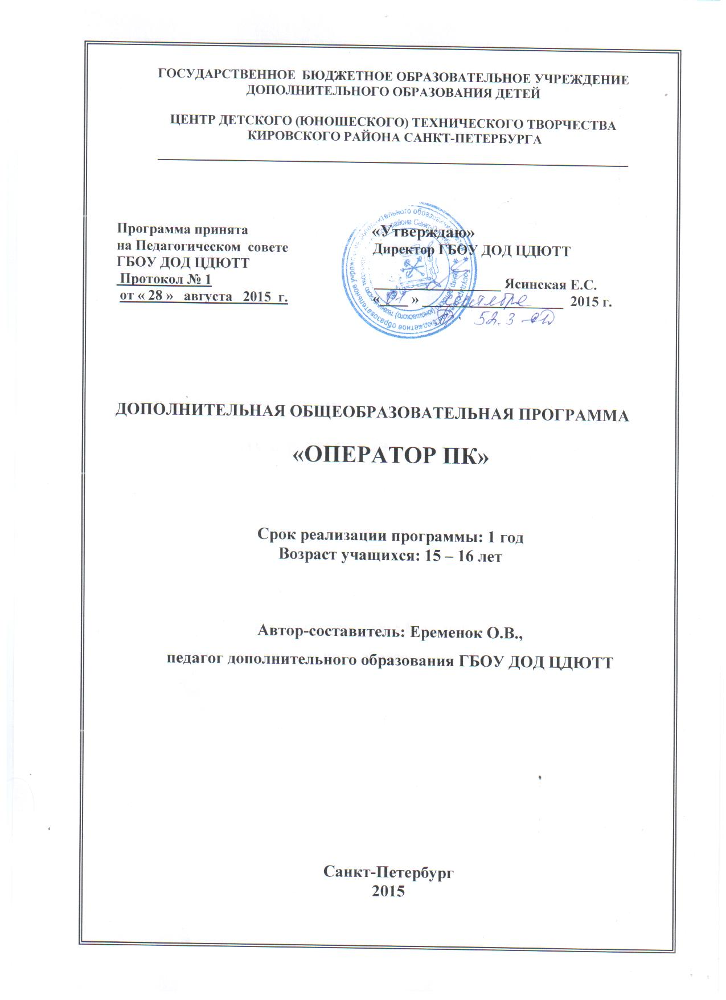 ГОСУДАРСТВЕННОЕ БЮДЖЕТНОЕ ОБРАЗОВАТЕЛЬНОЕ УЧРЕЖДЕНИЕ
ДОПОЛНИТЕЛЬНОГО ОБРАЗОВАНИЯ ДЕТЕЙ
ЦЕНТР ДЕТСКОГО (ЮНОШЕСКОГО) ТЕХНИЧЕСКОГО ТВОРЧЕСТВА
КИРОВСКОГО РАЙОНА САНКТ-ПЕТЕРБУРГА
Программа принята
на Педагогическом совете
ГБОУ ДОД ЦДЮТТ
Протокол № 1
от « 28 » августа 2015 г.
«Утверждаю»
Директор ГБОУ ДОД ЦДЮТТ
Ясинская Е.С.
« 01 » сентября 2015 г.
52.3-ОД
ДОПОЛНИТЕЛЬНАЯ ОБЩЕОБРАЗОВАТЕЛЬНАЯ ПРОГРАММА
«ОПЕРАТОР ПК»
Срок реализации программы: 1 год
Возраст учащихся: 15 – 16 лет
Автор-составитель: Еременок О.В.,
педагог дополнительного образования ГБОУ ДОД ЦДЮТТ
Санкт-Петербург
2015